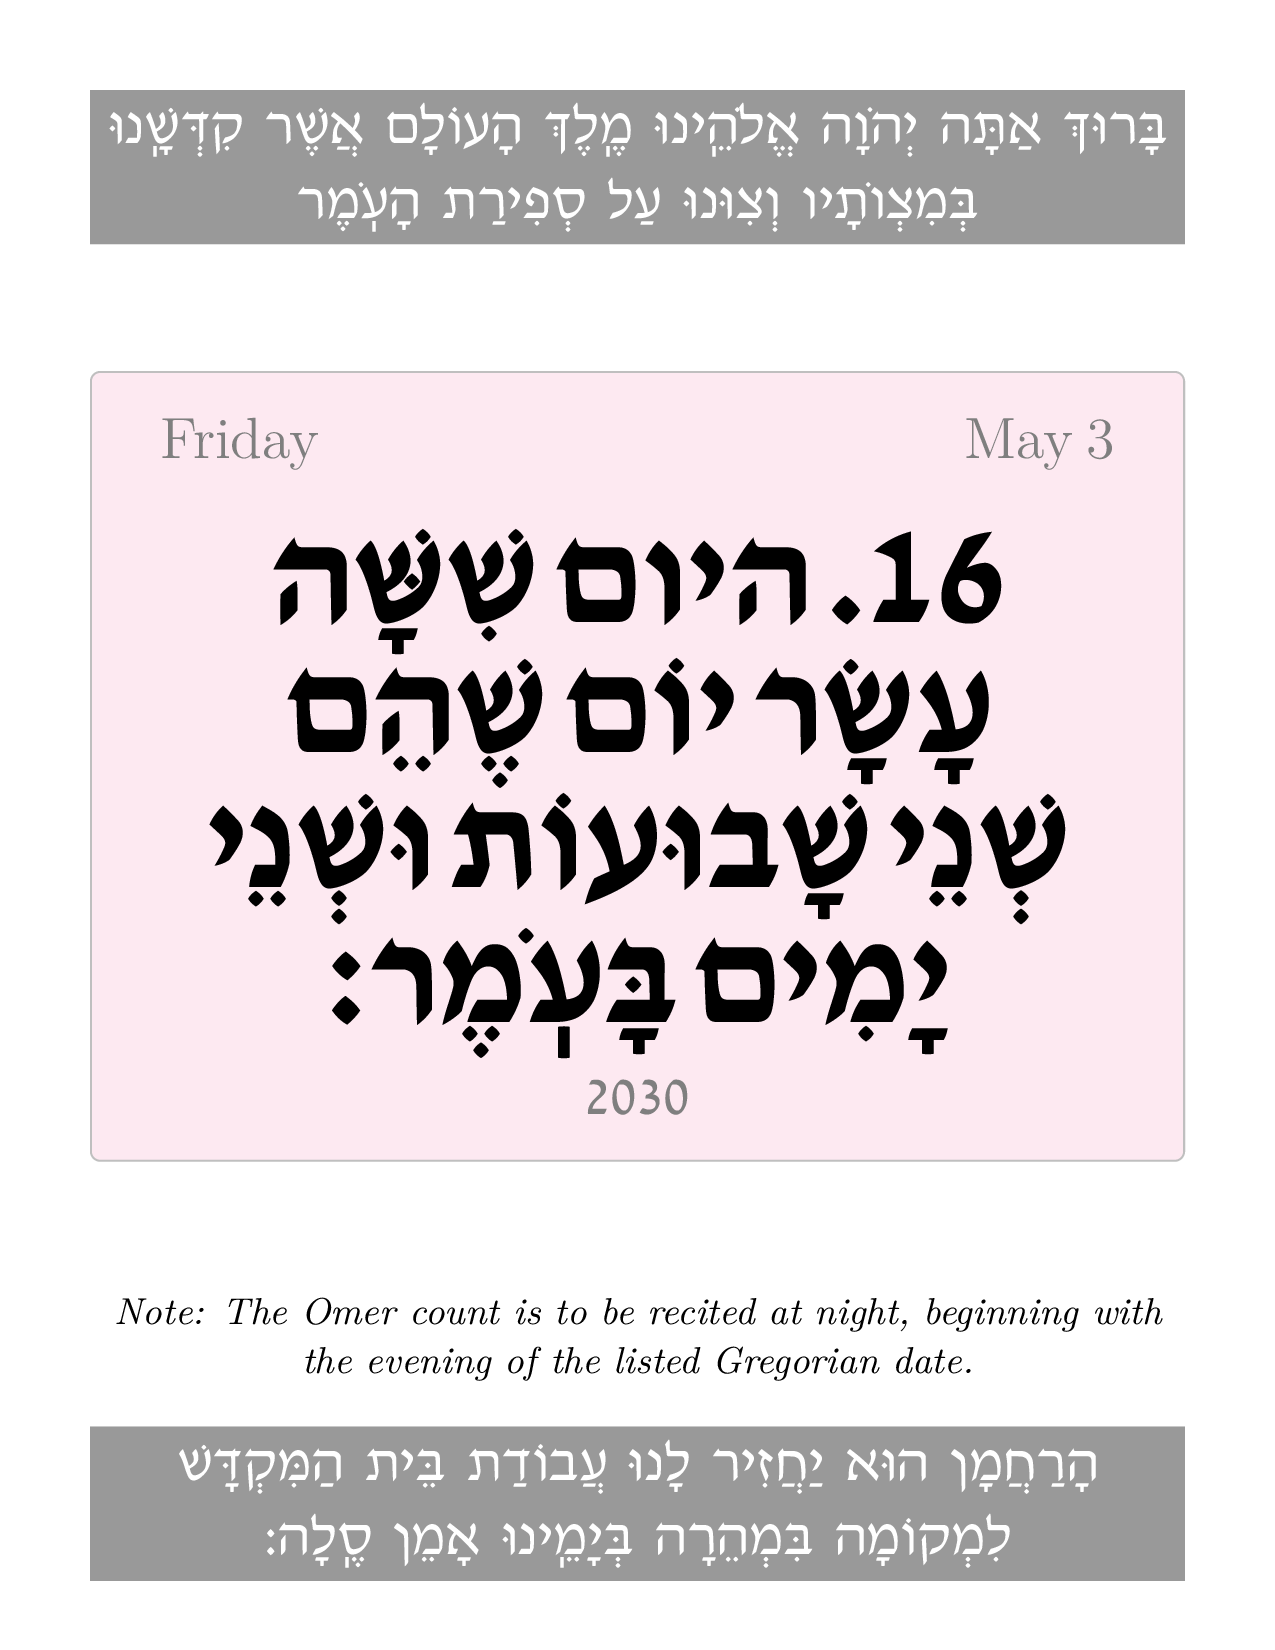 בָּרוּךְ אַתָּה יְהֹוָה אֱלֹהֵֽינוּ מֶֽלֶךְ הָעוֹלָם אֲשֶׁר קִדְּשָֽׁנוּ
בְּמִצְוֹתָיו וְצִוּנוּ עַל סְפִירַת הָעֹֽמֶר
Friday
May 3
16. היום שִׁשָּׁה
עָשָׂר יוֹם שֶׁהֵם
שְׁנֵי שָׁבוּעוֹת וּשְׁנֵי
יָמִים בָּעֹֽמֶר:
2030
Note: The Omer count is to be recited at night, beginning with
the evening of the listed Gregorian date.
הָרַחֲמָן הוּא יַחֲזִיר לָנוּ עֲבוֹדַת בֵּית הַמִּקְדָּשׁ
לִמְקוֹמָהּ בִּמְהֵרָה בְּיָמֵֽינוּ אָמֵן סֶֽלָה: